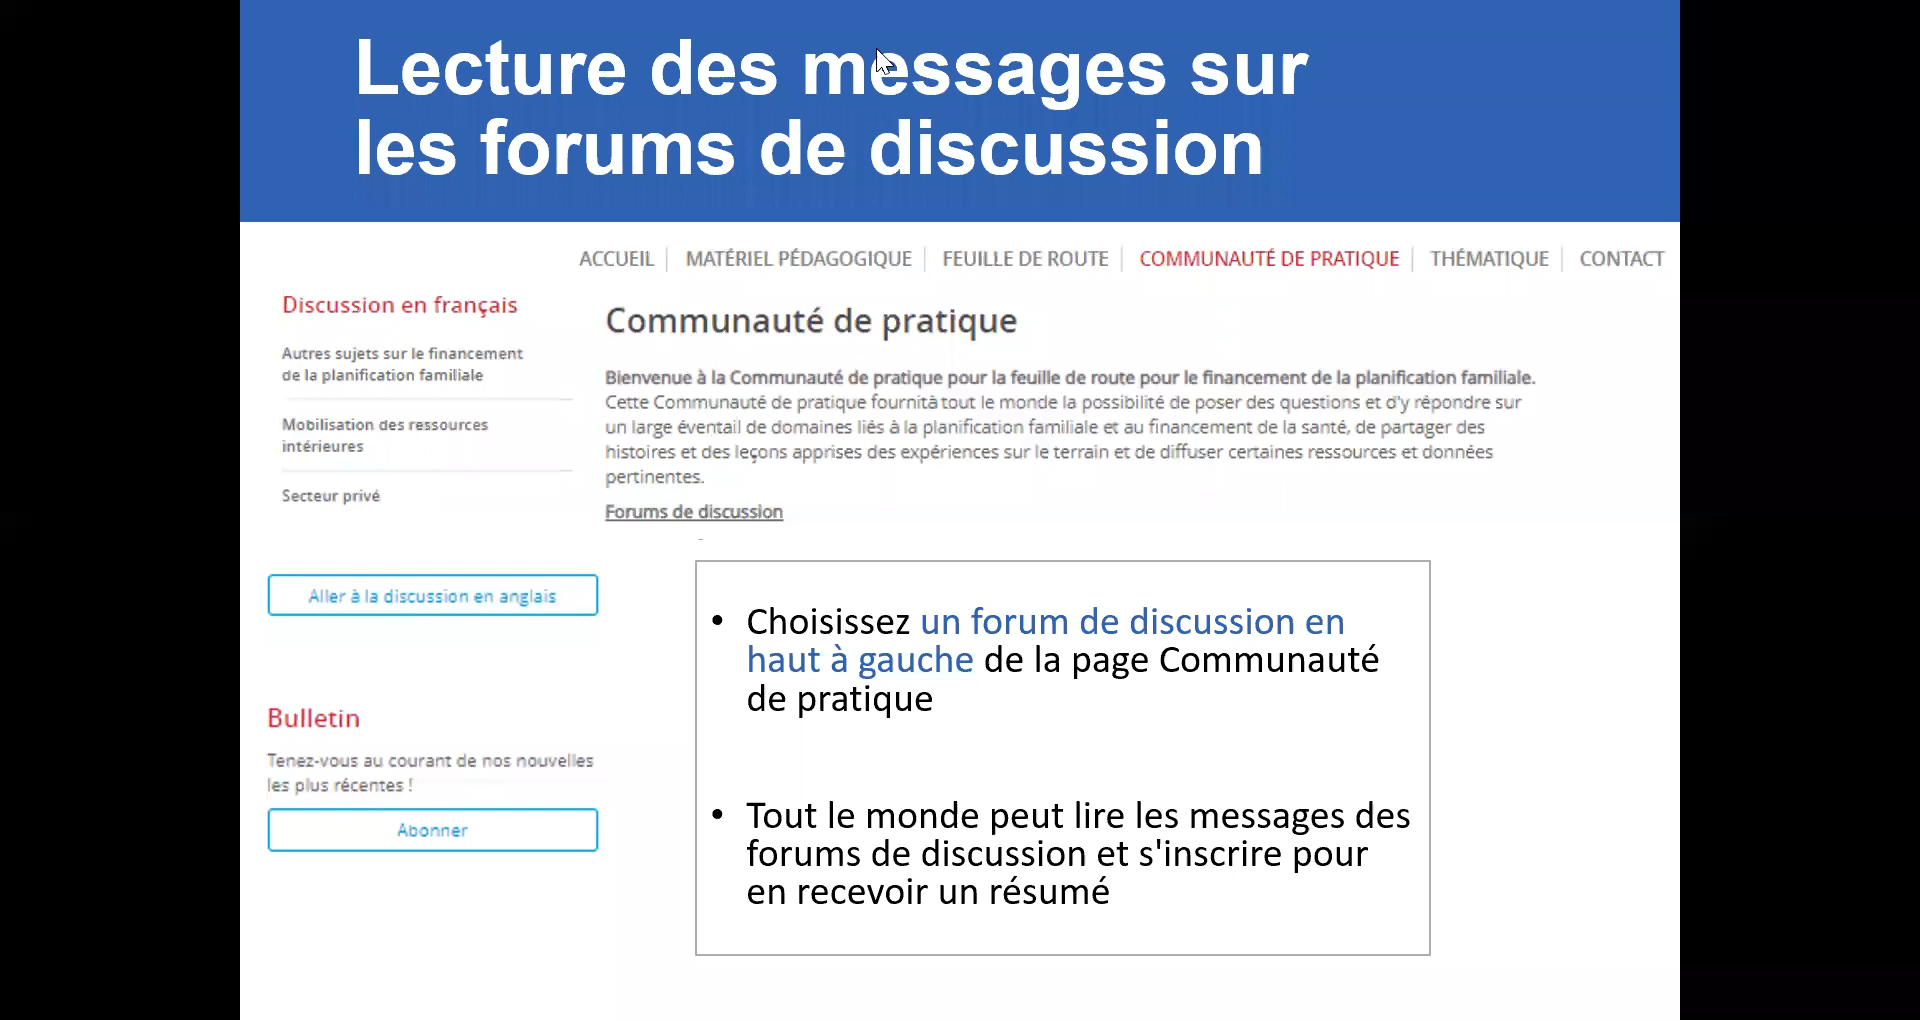 Lecture des messages sur
les forums de discussion
ACCUEIL MATÉRIEL PÉDAGOGIQUE FEUILLE DE ROUTE COMMUNAUTÉ DE PRATIQUE THÉMATIQUE CONTACT
Discussion en français
Autres sujets sur le financement
de la planification familiale
Mobilisation des ressources
intérieures
Secteur privé
Aller à la discussion en anglais
Bulletin
Tenez-vous au courant de nos nouvelles
les plus récentes !
Abonner
Communauté de pratique
Bienvenue à la Communauté de pratique pour la feuille de route pour le financement de la planification familiale.
Cette Communauté de pratique fournità tout le monde la possibilité de poser des questions et d'y répondre sur
un large éventail de domaines liés à la planification familiale et au financement de la santé, de partager des
histoires et des leçons apprises des expériences sur le terrain et de diffuser certaines ressources et données
pertinentes.
Forums de discussion
• Choisissez un forum de discussion en
haut à gauche de la page Communauté
de pratique
• Tout le monde peut lire les messages des
forums de discussion et s'inscrire pour
en recevoir un résumé